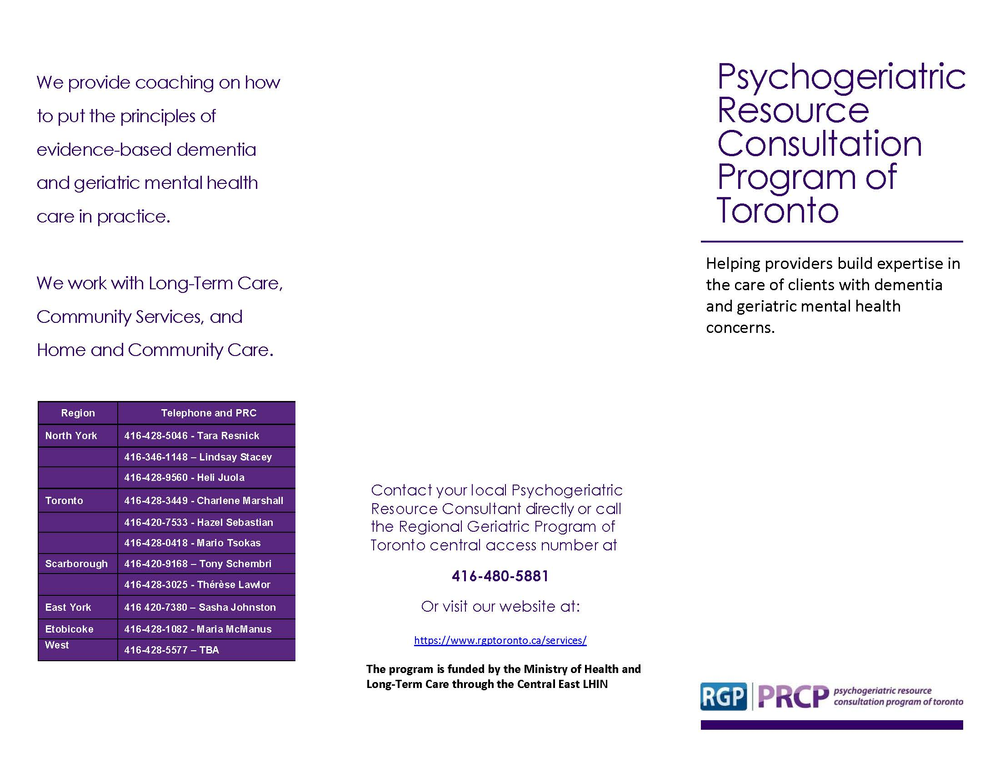 We provide coaching on how
to put the principles of
evidence-based dementia
and geriatric mental health
care in practice.
We work with Long-Term Care,
Community Services, and
Home and Community Care.
Region Telephone and PRC
North York 416-428-5046 - Tara Resnick
416-346-1148 – Lindsay Stacey
416-428-9560 - Heli Juola
Toronto 416-428-3449 - Charlene Marshall
416-420-7533 - Hazel Sebastian
416-428-0418 - Mario Tsokas
Scarborough 416-420-9168 – Tony Schembri
416-428-3025 - Thérèse Lawlor
East York 416 420-7380 – Sasha Johnston
Etobicoke 416-428-1082 - Maria McManus
West 416-428-5577 – TBA
Contact your local Psychogeriatric
Resource Consultant directly or call
the Regional Geriatric Program of
Toronto central access number at
416-480-5881
Or visit our website at:
https://www.rgptoronto.ca/services/
The program is funded by the Ministry of Health and
Long-Term Care through the Central East LHIN
Psychogeriatric
Resource
Consultation
Program of
Toronto
Helping providers build expertise in
the care of clients with dementia
and geriatric mental health
concerns.
RGP PRCP psychogeriatric resource
consultation program of toronto